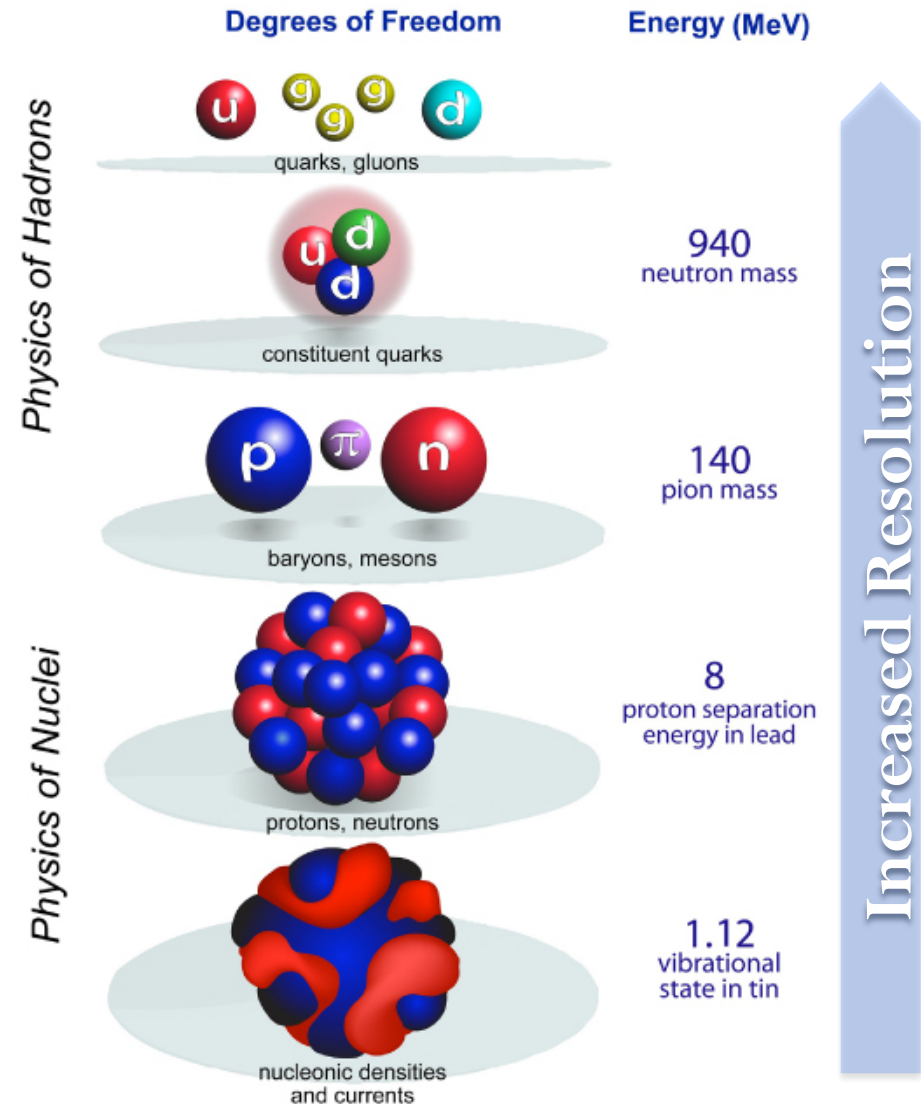 Degrees of Freedom
Energy (MeV)
Physics of Hadrons
u
g
g
g
d
quarks, gluons
u
d
d
constituent quarks
940
neutron mass
p
π
n
baryons, mesons
140
pion mass
Physics of Nuclei
protons, neutrons
8
proton separation
energy in lead
nucleonic densities
and currents
1.12
vibrational
state in tin
Increased Resolution